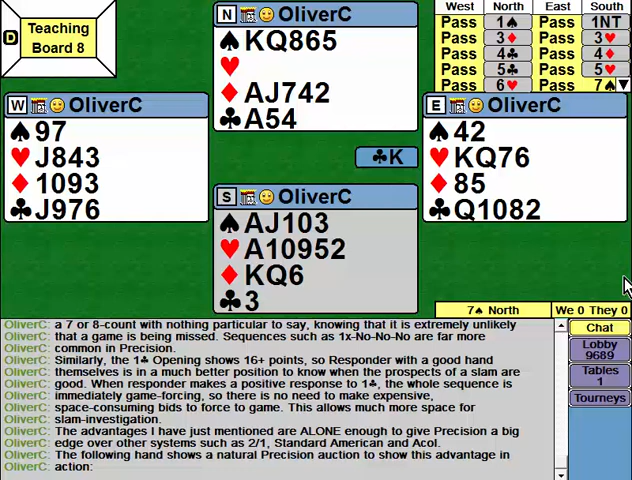 D Teaching Board 8
N OliverC
♠KQ865
♥
♦AJ742
♣A54
West North East South
Pass 1♠ Pass 1NT
Pass 3♦ Pass 3♥
Pass 4♣ Pass 4♦
Pass 5♣ Pass 5♥
Pass 6♥ Pass 7♠▼
W OliverC
♠97
♥J843
♦1093
♣J976
♣K
E OliverC
♠42
♥KQ76
♦85
♣Q1082
S OliverC
♠AJ103
♥A10952
♦KQ6
♣3
7♠ North We 0 They 0
OliverC: a 7 or 8-count with nothing particular to say, knowing that it is extremely unlikely
OliverC: that a game is being missed. Sequences such as 1x-No-No-No are far more
OliverC: common in Precision.
OliverC: Similarly, the 1♣ Opening shows 16+ points, so Responder with a good hand
OliverC: themselves is in a much better position to know when the prospects of a slam are
OliverC: good. When responder makes a positive response to 1♣, the whole sequence is
OliverC: immediately game-forcing, so there is no need to make expensive,
OliverC: space-consuming bids to force to game. This allows much more space for
OliverC: slam-investigation.
OliverC: The advantages I have just mentioned are ALONE enough to give Precision a big
OliverC: edge over other systems such as 2/1, Standard American and Acol.
OliverC: The following hand shows a natural Precision auction to show this advantage in
OliverC: action:
Chat
Lobby
9689
Tables
1
Tourneys